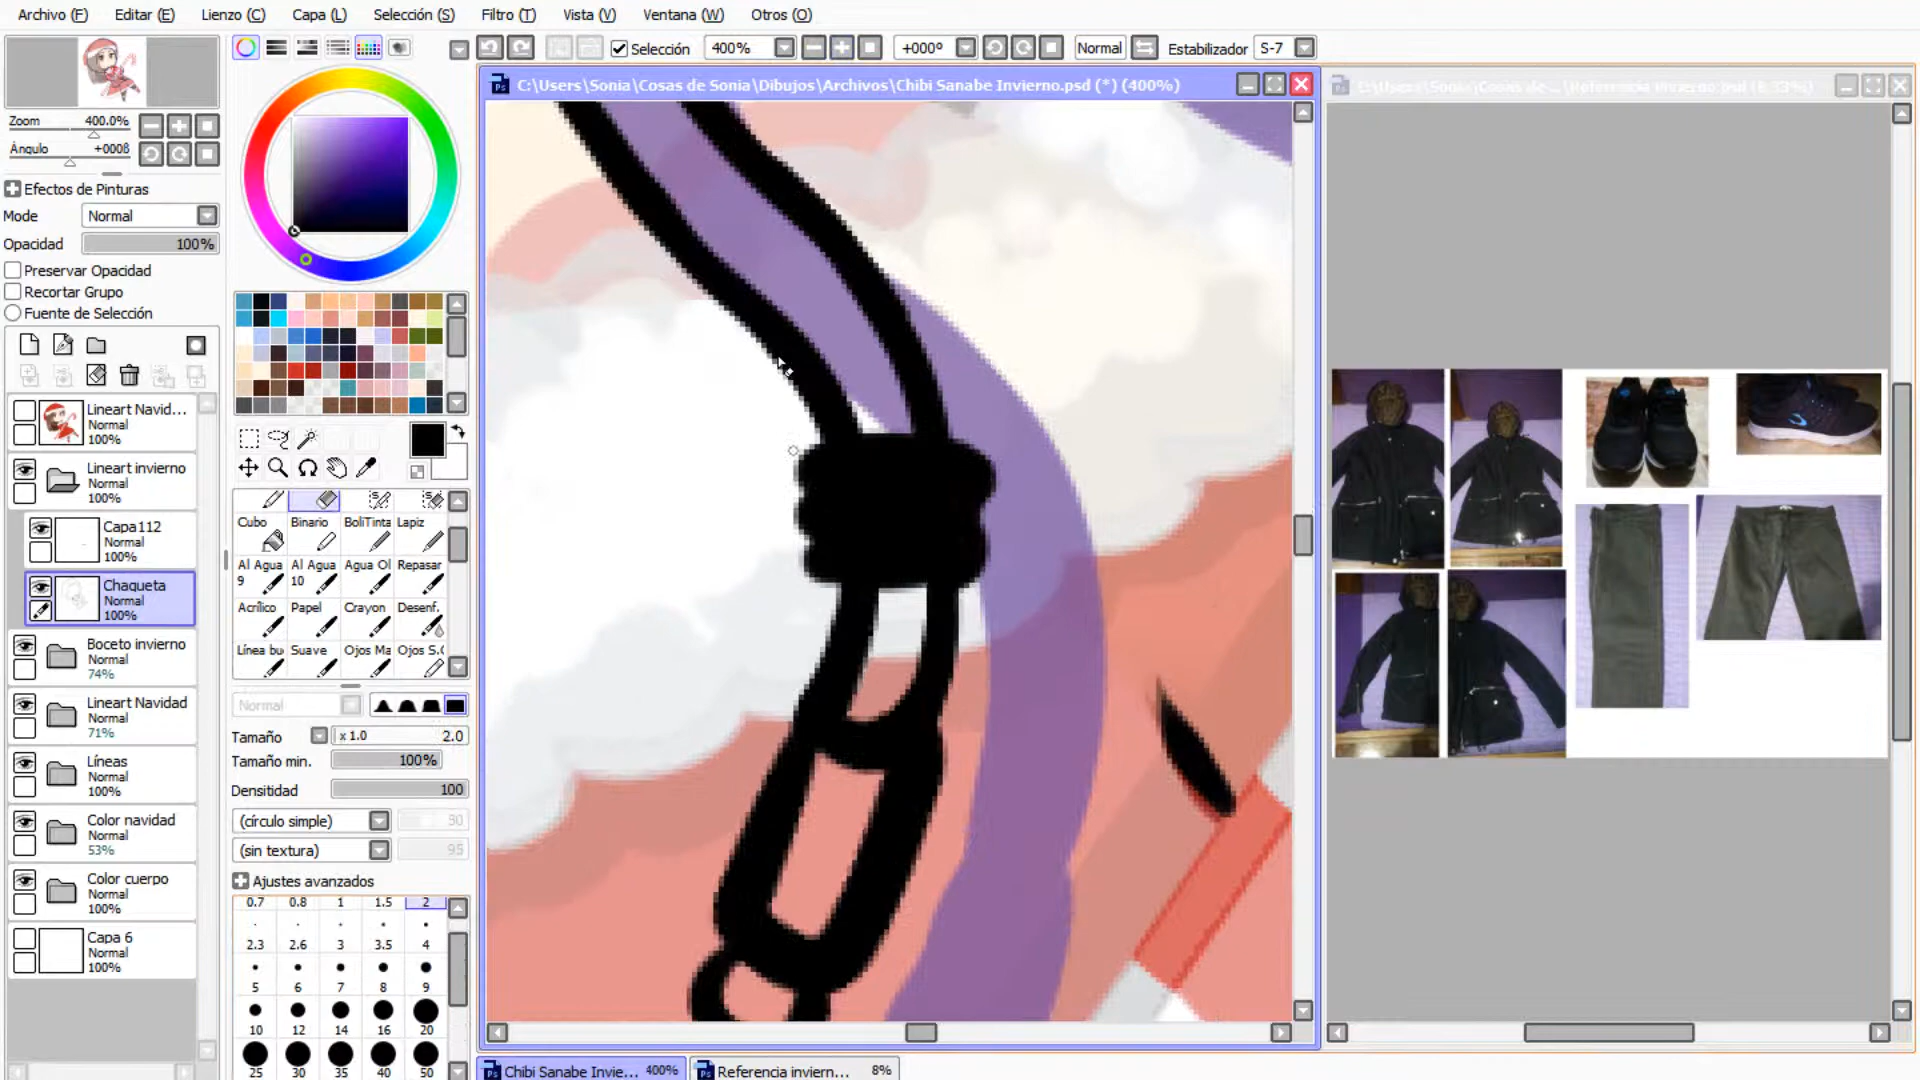 Archivo (F) Editar (E) Lienzo (C) Capa (L) Selección (S) Filtro (T) Vista (V) Ventana (W) Otros (O)
Selección 400% +000º Normal Estabilizador S-7
C:\Users\Sonia\Cosas de Sonia\Dibujos\Archivos\Chibi Sanabe Invierno.psd (*) (400%)
Zoom 400.0%
Ángulo +000ß
Efectos de Pinturas
Mode Normal
Opacidad 100%
Preservar Opacidad
Recortar Grupo
Fuente de Selección
Lineart Navid...
Normal
100%
Lineart invierno
Normal
100%
Capa112
Normal
100%
Chaqueta
Normal
100%
Boceto invierno
Normal
74%
Lineart Navidad
Normal
71%
Líneas
Normal
100%
Color navidad
Normal
53%
Color cuerpo
Normal
100%
Capa 6
Normal
100%
Cubo Binario BoliTinta Lapiz
Al Agua 9 Al Agua 10 Agua Ol Repasar
Acrílico Papel Crayon Desenf.
Línea bu Suave Ojos Ma Ojos S.(
Normal
Tamaño x 1.0 2.0
Tamaño min. 100%
Densitidad 100
(círculo simple) 30
(sin textura) 95
Ajustes avanzados
0.7 0.8 1 1.5 2
2.3 2.6 3 3.5 4
5 6 7 8 9
10 12 14 16 20
25 30 35 40 50
Chibi Sanabe Invie... 400% Referencia inviern... 8%